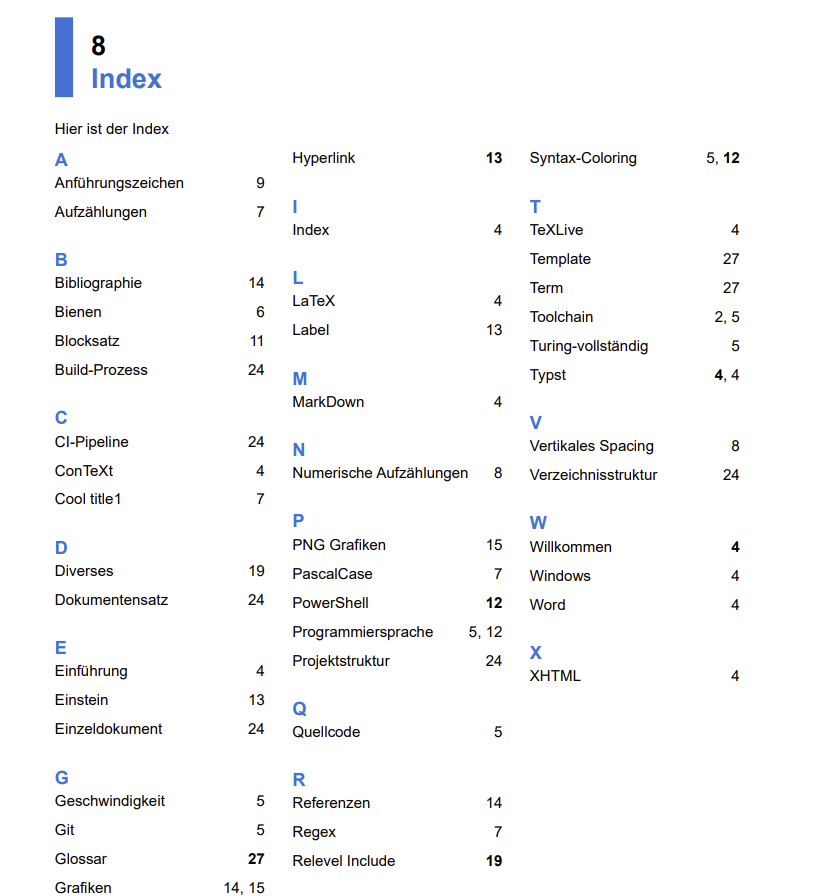 8
Index
Hier ist der Index
A
Anführungszeichen 9
Aufzählungen 7
B
Bibliographie 14
Bienen 6
Blocksatz 11
Build-Prozess 24
C
CI-Pipeline 24
ConTeXt 4
Cool title1 7
D
Diverses 19
Dokumentensatz 24
E
Einführung 4
Einstein 13
Einzeldokument 24
G
Geschwindigkeit 5
Git 5
Glossar 27
Grafiken 14, 15
Hyperlink 13
I
Index 4
L
LaTeX 4
Label 13
M
MarkDown 4
N
Numerische Aufzählungen 8
P
PNG Grafiken 15
PascalCase 7
PowerShell 12
Programmiersprache 5, 12
Projektstruktur 24
Q
Quellcode 5
R
Referenzen 14
Regex 7
Relevel Include 19
Syntax-Coloring 5, 12
T
TeXLive 4
Template 27
Term 27
Toolchain 2, 5
Turing-vollständig 5
Typst 4, 4
V
Vertikales Spacing 8
Verzeichnisstruktur 24
W
Willkommen 4
Windows 4
Word 4
X
XHTML 4